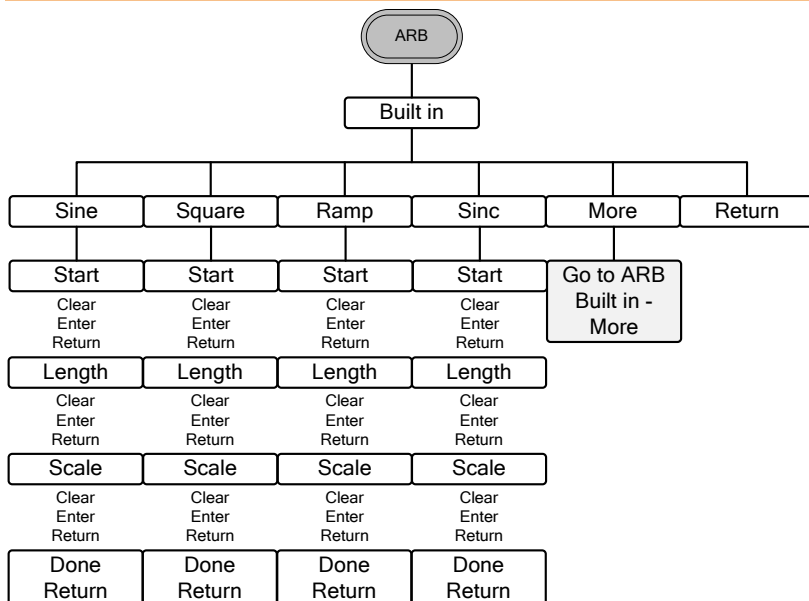 ARB
Built in
Sine Square Ramp Sinc More Return
Start Start Start Start Go to ARB
Built in -
More
Clear Clear Clear Clear
Enter Enter Enter Enter
Return Return Return Return
Length Length Length Length
Clear Clear Clear Clear
Enter Enter Enter Enter
Return Return Return Return
Scale Scale Scale Scale
Clear Clear Clear Clear
Enter Enter Enter Enter
Return Return Return Return
Done Done Done Done
Return Return Return Return